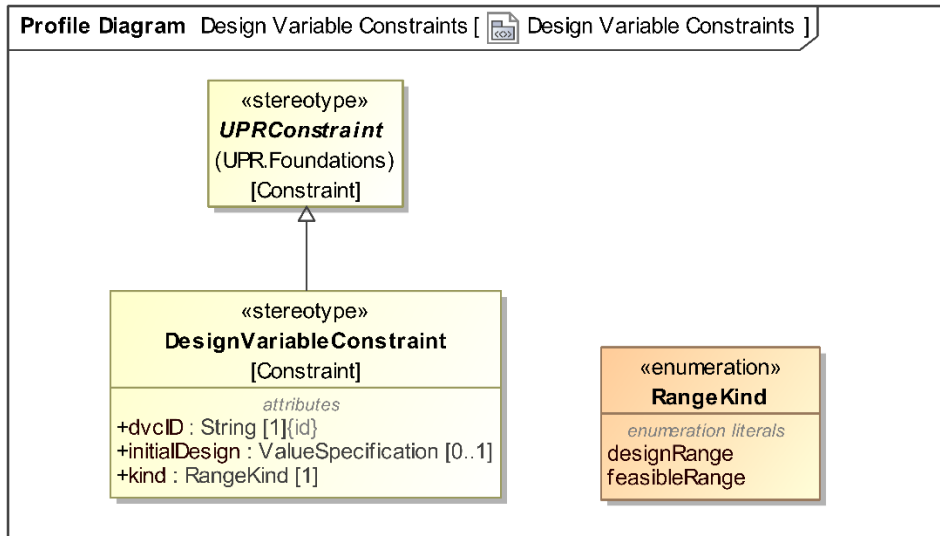 Profile Diagram Design Variable Constraints [ Design Variable Constraints ]
«stereotype»
UPRConstraint
(UPR.Foundations)
[Constraint]
«stereotype»
DesignVariableConstraint
[Constraint]
attributes
+dvcID : String [1]{id}
+initialDesign : ValueSpecification [0..1]
+kind : RangeKind [1]
«enumeration»
RangeKind
enumeration literals
designRange
feasibleRange